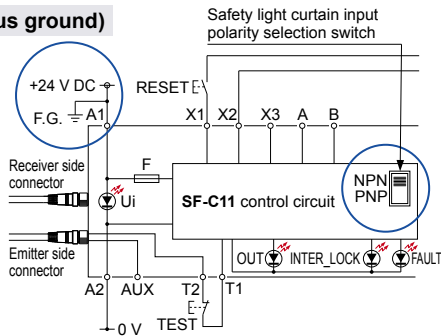 us ground)
Safety light curtain input
polarity selection switch
+24 V DC
RESET
F.G.
A1
X1
X2
X3
A
B
Receiver side
connector
F
Ui
SF-C11 control circuit
NPN
PNP
Emitter side
connector
OUT
INTER_LOCK
FAULT
A2
AUX
T2
T1
TEST
0 V